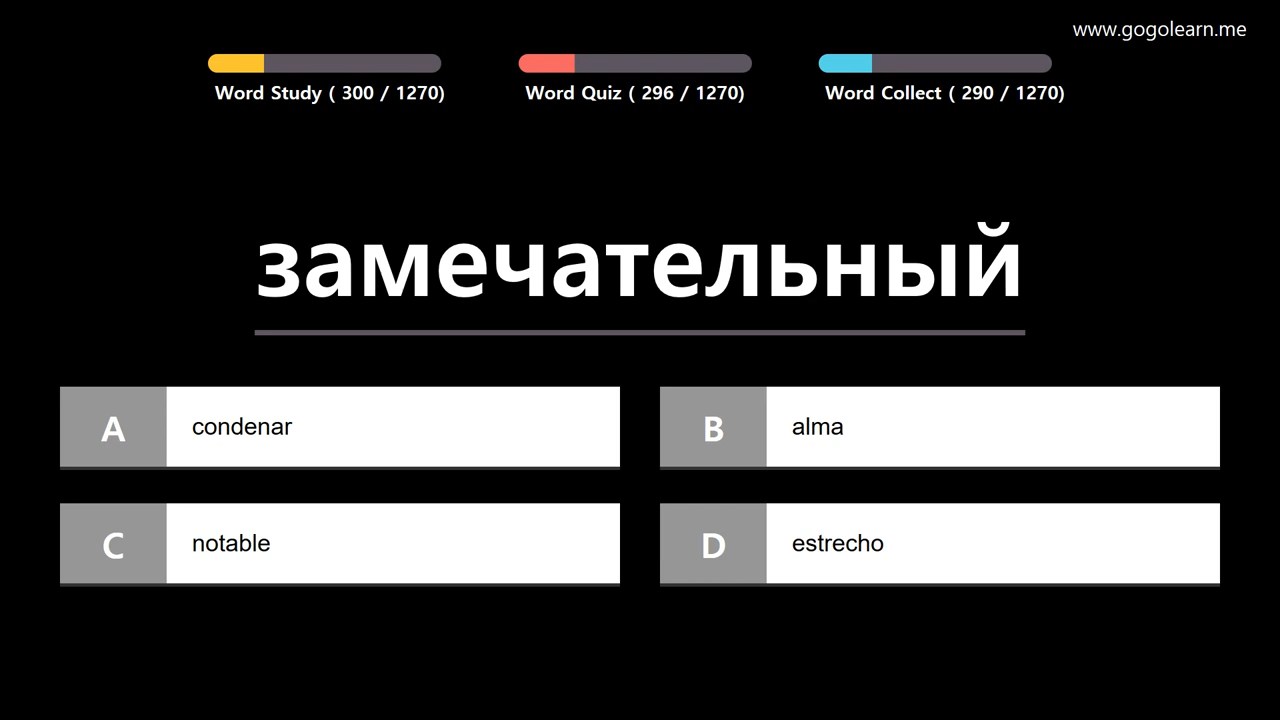 www.gogolearn.me
Word Study ( 300 / 1270)
Word Quiz ( 296 / 1270)
Word Collect ( 290 / 1270)
замечательный
A condenar
B alma
C notable
D estrecho